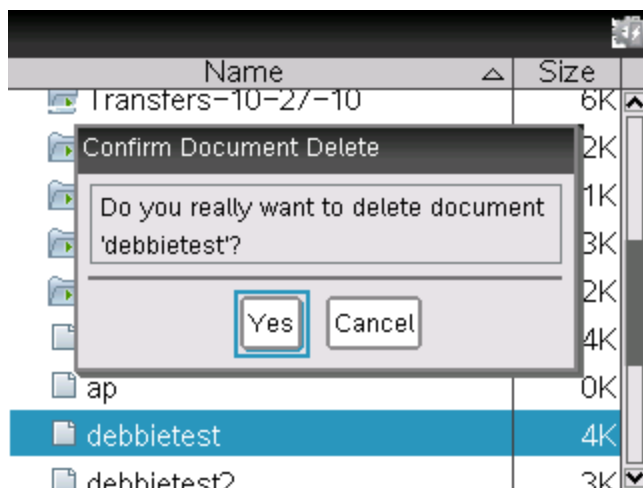 Name Size
Transfers-10-27-10 6K
Confirm Document Delete
2K
Do you really want to delete document
1K
'debbietest'?
3K
2K
Yes Cancel
4K
ap 0K
debbietest 4K
debbietest2 3K